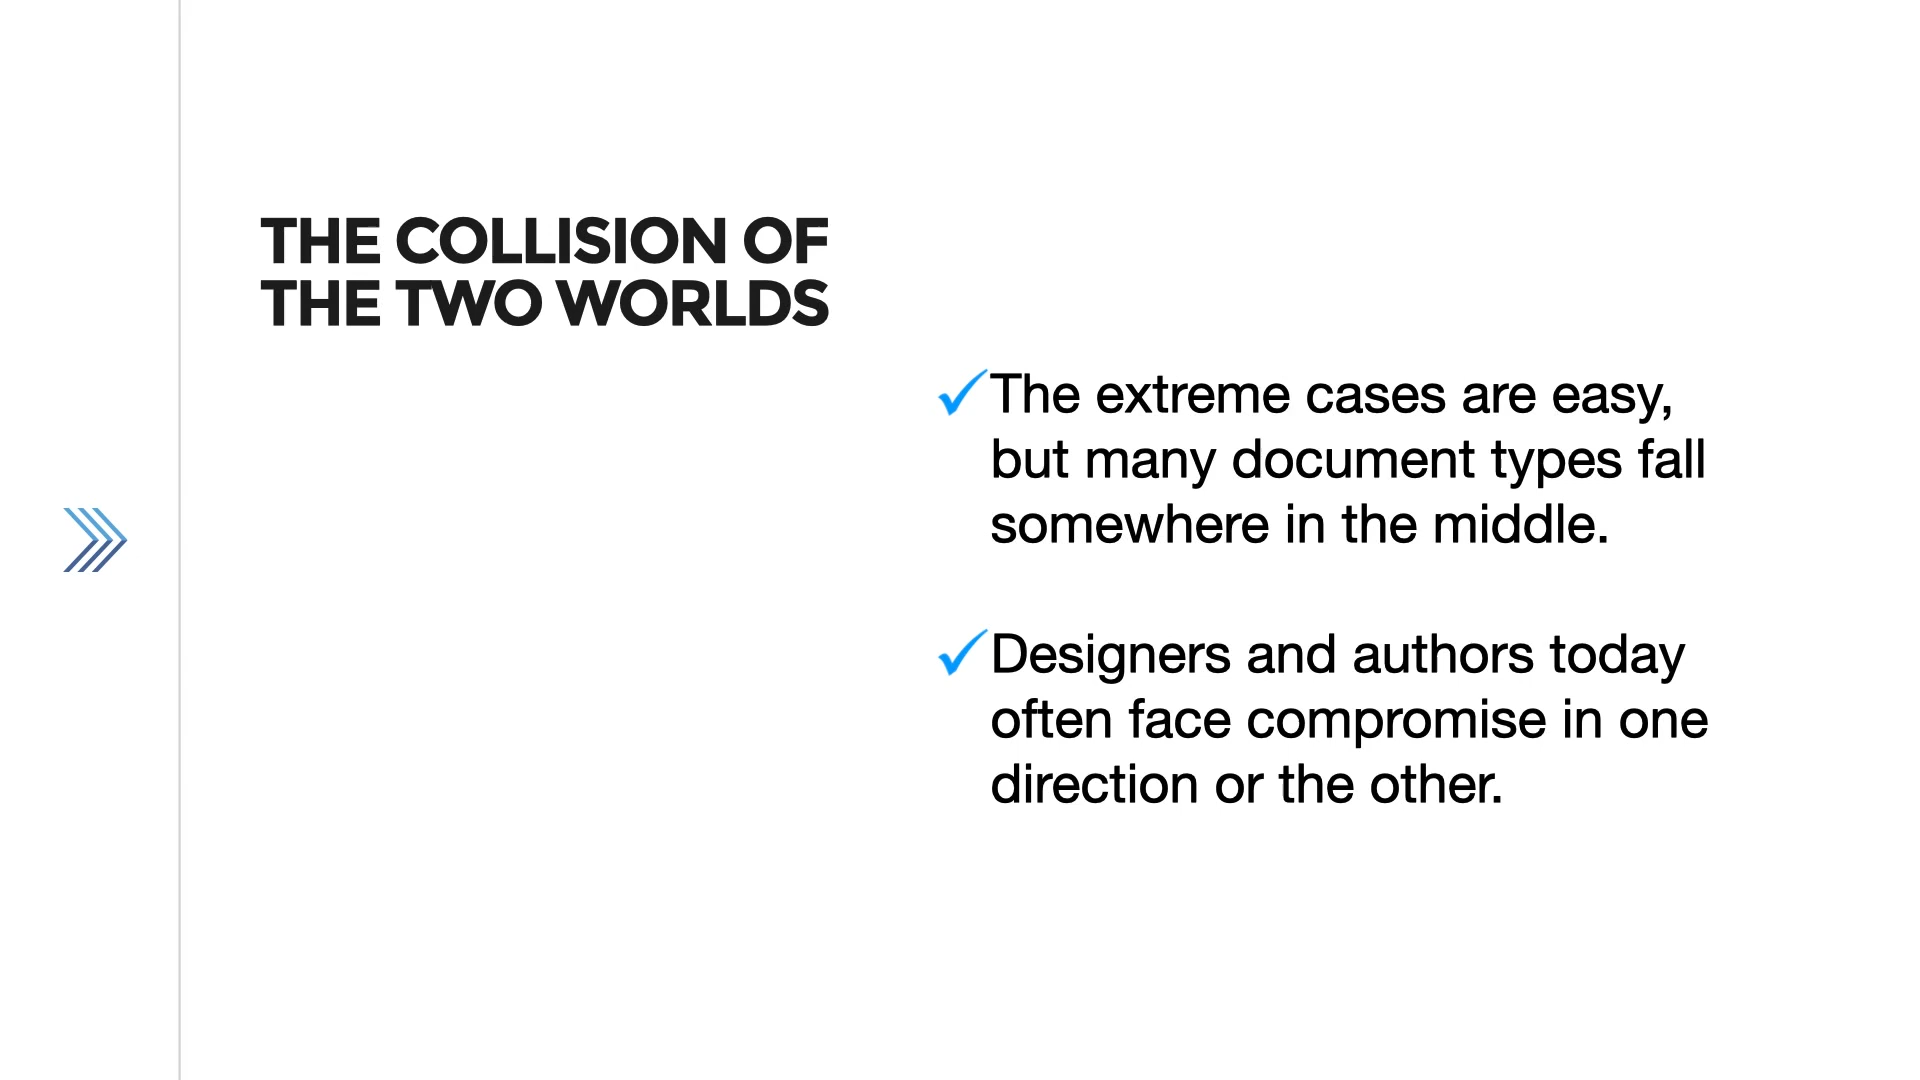 THE COLLISION OF
THE TWO WORLDS
The extreme cases are easy,
but many document types fall
somewhere in the middle.
Designers and authors today
often face compromise in one
direction or the other.